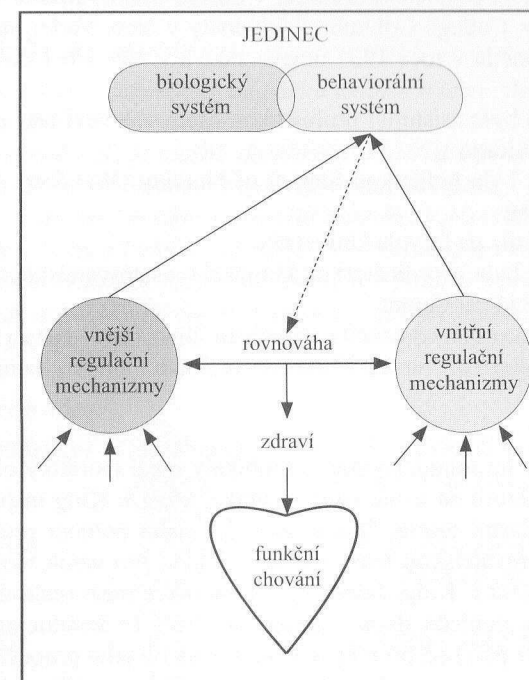 JEDINEC
biologický
systém
behaviorální
systém
vnější
regulační
mechanizmy
rovnováha
vnitřní
regulační
mechanizmy
zdraví
funkční
chování